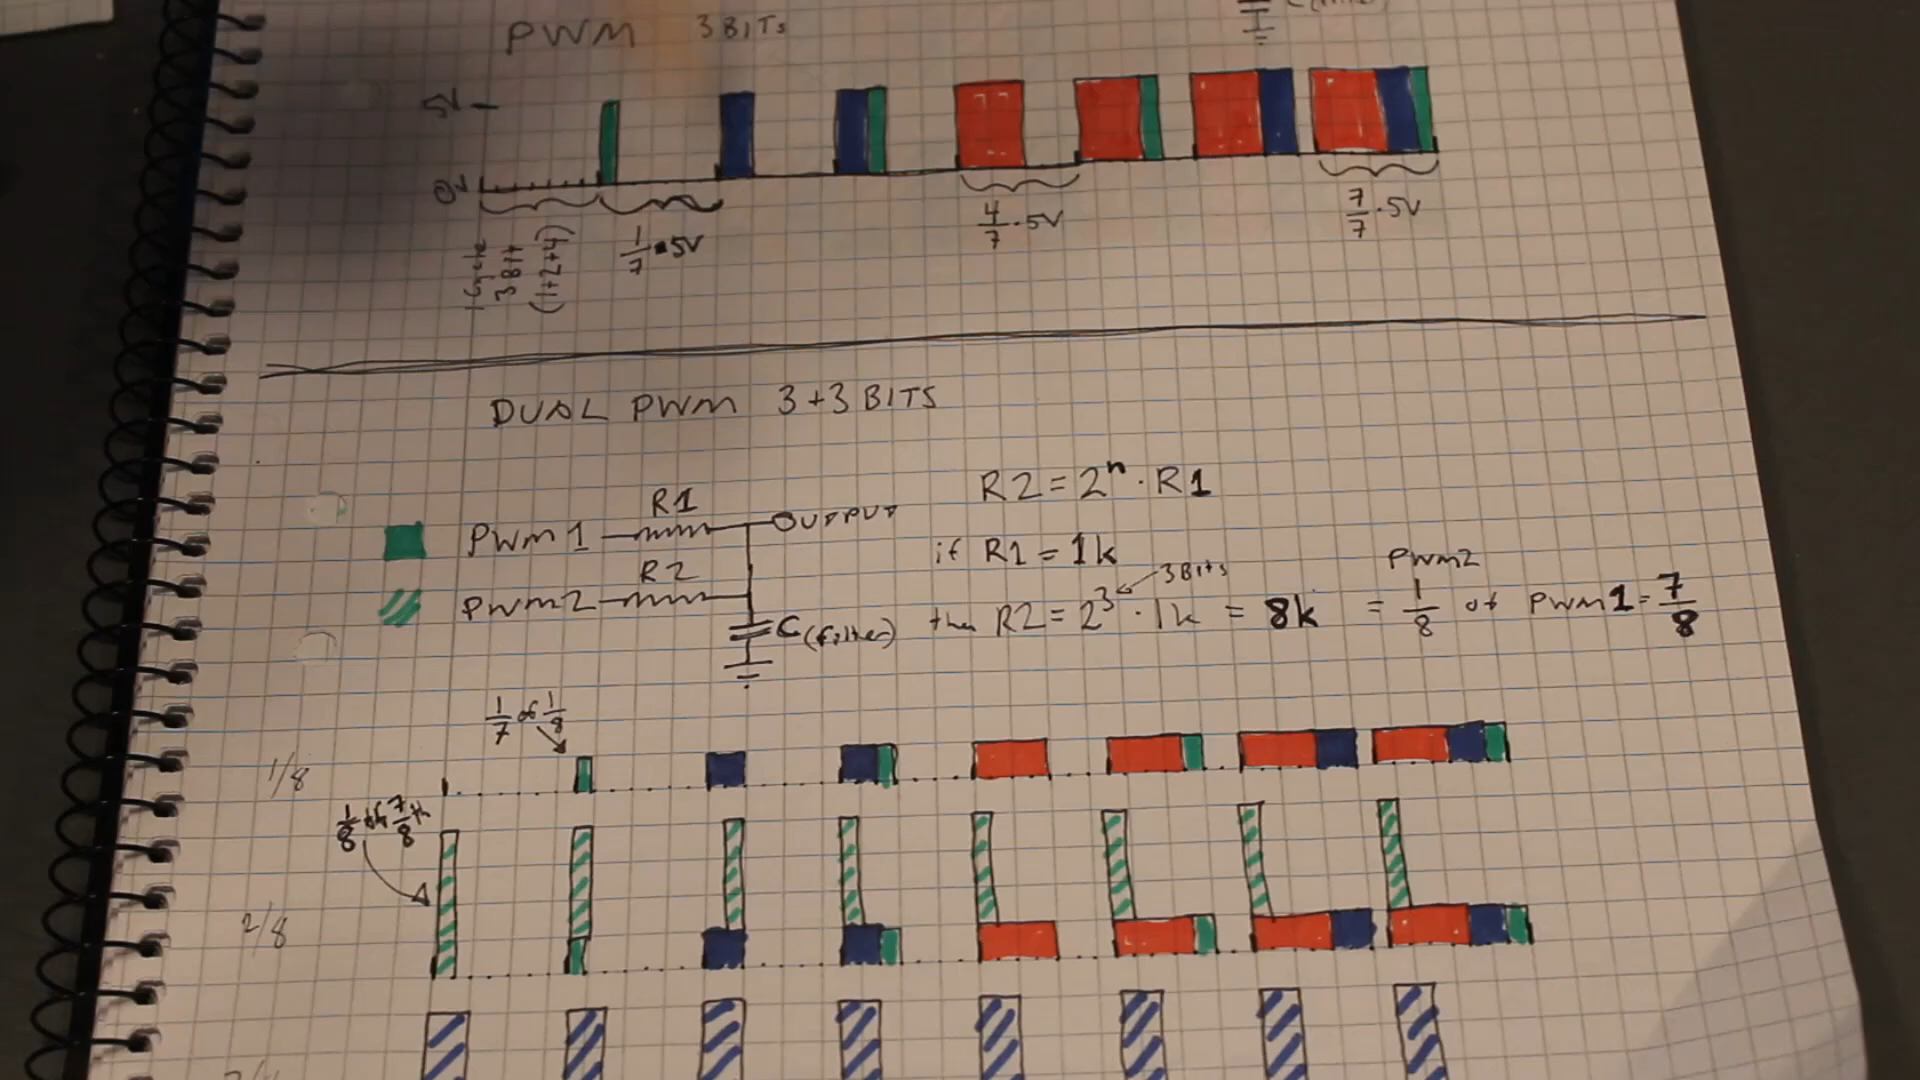 PWM 3 BITS
5V
0V
1 Cycle
3 Bit
(1+2+4)
1/7 · 5V
4/7 · 5V
7/7 · 5V
DUAL PWM 3+3 BITS
PWM1 R1 OUTPUT
PWM2 R2
C(filter)
R2 = 2^n · R1
if R1 = 1k
3 Bits
then R2 = 2^3 · 1k = 8k = 1/8 of PWM1 = 7/8
PWM2
1/7 of 1/8
1/8
1/8 of 7/8th
2/8